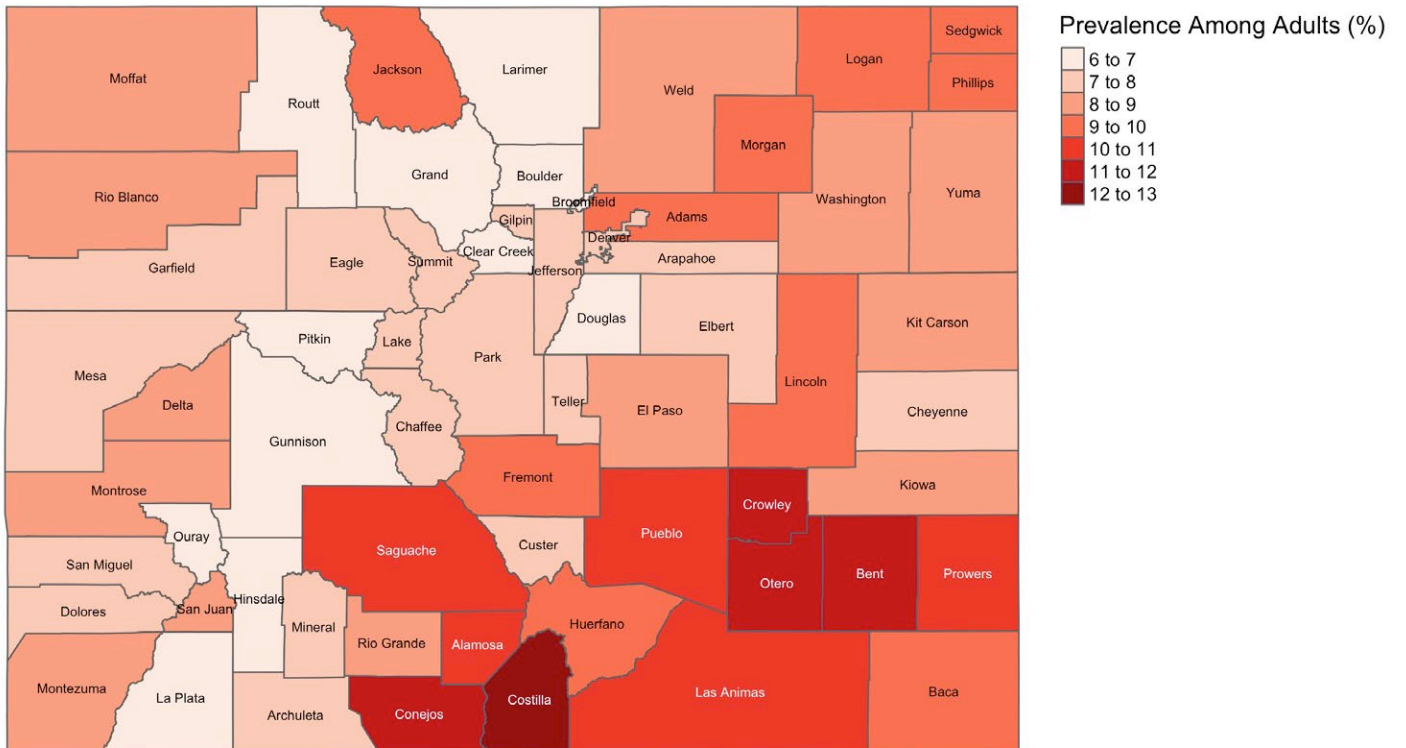 Prevalence Among Adults (%)
6 to 7
7 to 8
8 to 9
9 to 10
10 to 11
11 to 12
12 to 13
Moffat
Routt
Jackson
Larimer
Weld
Logan
Sedgwick
Phillips
Morgan
Rio Blanco
Grand
Boulder
Broomfield
Washington
Yuma
Gilpin
Adams
Denver
Clear Creek
Garfield
Eagle
Summit
Jefferson
Arapahoe
Douglas
Elbert
Kit Carson
Pitkin
Lake
Park
Mesa
Lincoln
Delta
Teller
El Paso
Cheyenne
Chaffee
Gunnison
Fremont
Montrose
Kiowa
Crowley
Ouray
Pueblo
Saguache
Custer
San Miguel
Otero
Bent
Prowers
Dolores
San Juan
Hinsdale
Mineral
Huerfano
Rio Grande
Alamosa
Montezuma
La Plata
Archuleta
Conejos
Costilla
Las Animas
Baca